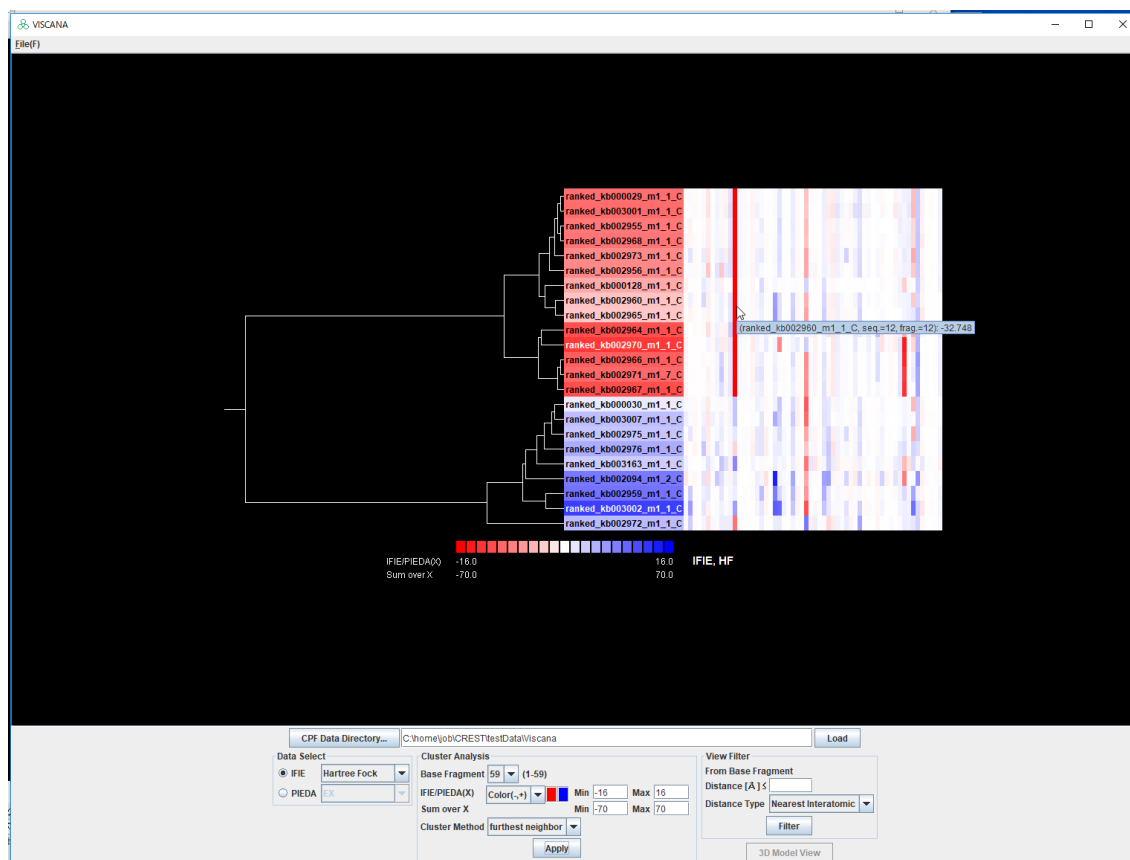 VISCANA
File(F)
ranked_kb000029_m1_1_C
ranked_kb003001_m1_1_C
ranked_kb002955_m1_1_C
ranked_kb002968_m1_1_C
ranked_kb002973_m1_1_C
ranked_kb002956_m1_1_C
ranked_kb000128_m1_1_C
ranked_kb002960_m1_1_C
ranked_kb002965_m1_1_C
ranked_kb002964_m1_1_C
(ranked_kb002960_m1_1_C, seq.=12, frag.=12): -32.748
ranked_kb002970_m1_1_C
ranked_kb002966_m1_1_C
ranked_kb002971_m1_7_C
ranked_kb002967_m1_1_C
ranked_kb000030_m1_1_C
ranked_kb003007_m1_1_C
ranked_kb002975_m1_1_C
ranked_kb002976_m1_1_C
ranked_kb003163_m1_1_C
ranked_kb002094_m1_2_C
ranked_kb002959_m1_1_C
ranked_kb003002_m1_1_C
ranked_kb002972_m1_1_C
IFIE/PIEDA(X) -16.0 16.0 IFIE, HF
Sum over X -70.0 70.0
CPF Data Directory... C:\home\job\CREST\testData\Viscana Load
Data Select
IFIE Hartree Fock
PIEDA EX
Cluster Analysis
Base Fragment 59 (1-59)
IFIE/PIEDA(X) Color(-,+) Min -16 Max 16
Sum over X Min -70 Max 70
Cluster Method furthest neighbor
Apply
View Filter
From Base Fragment
Distance [Å] ≤
Distance Type Nearest Interatomic
Filter
3D Model View